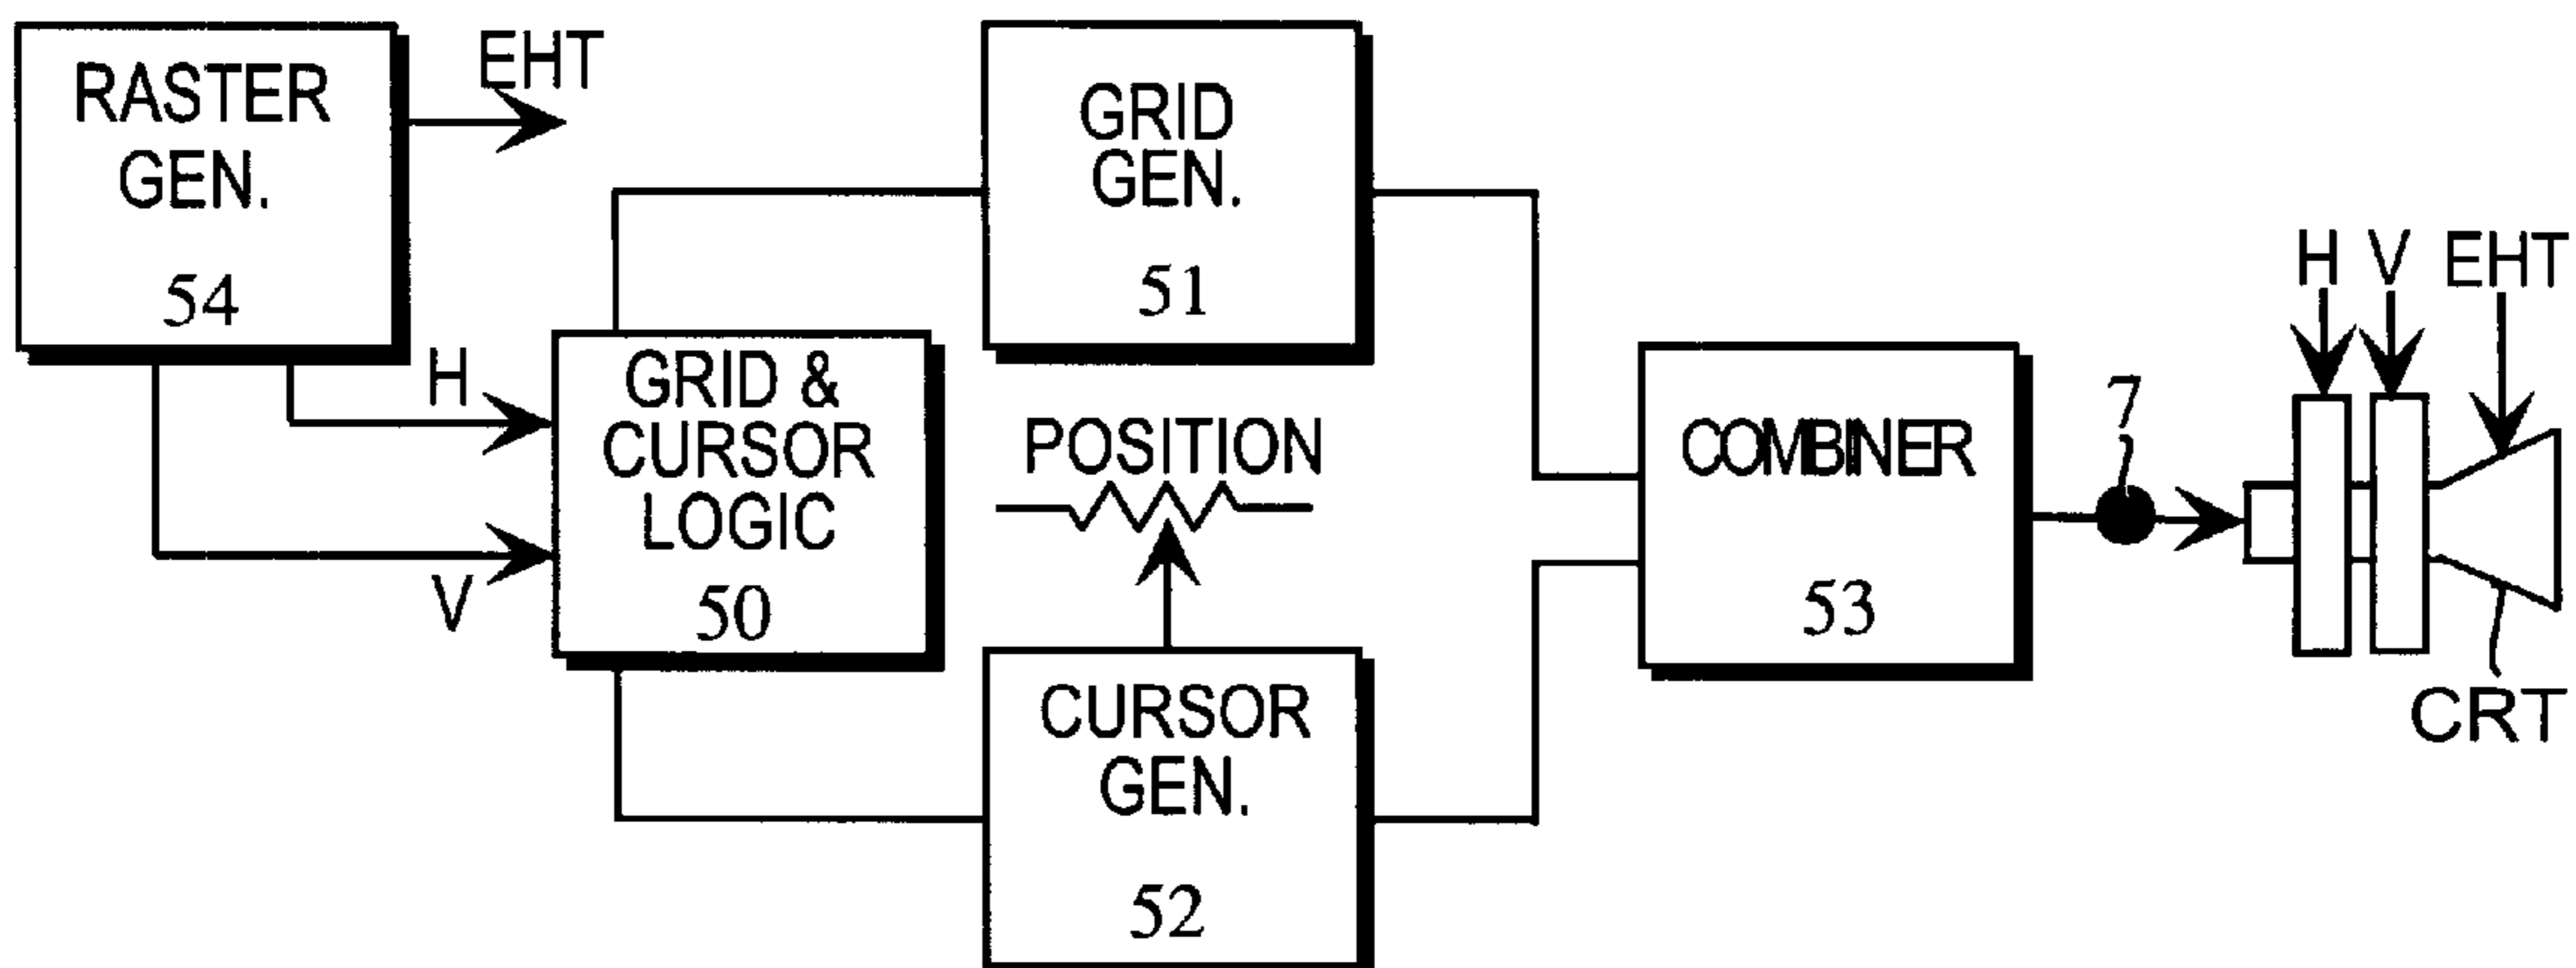 RASTER
GEN.
54
EHT
H
V
GRID &
CURSOR
LOGIC
50
GRID
GEN.
51
POSITION
CURSOR
GEN.
52
COMBINER
53
7
H V EHT
CRT